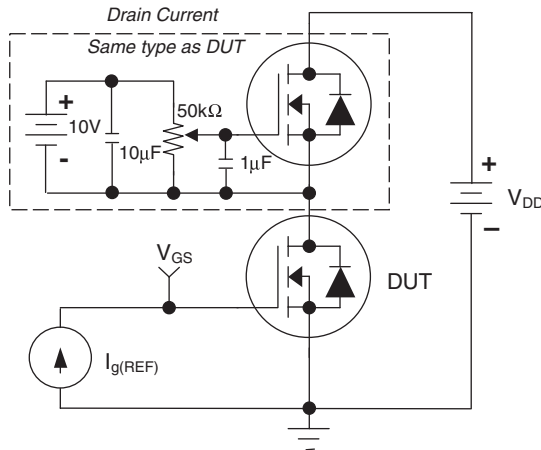 Drain Current
Same type as DUT
+
10V
-
10μF
50kΩ
1μF
+
VDD
–
VGS
DUT
Ig(REF)